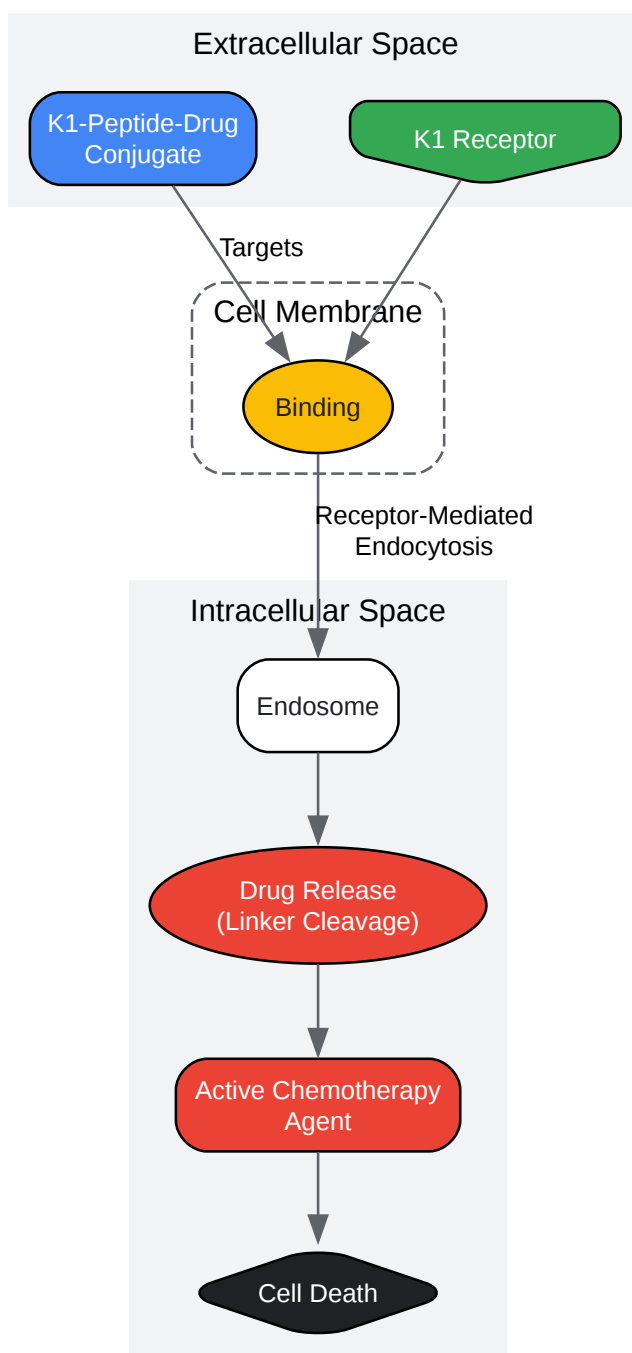 Extracellular Space
K1-Peptide-Drug
Conjugate
K1 Receptor
Targets
Cell Membrane
Binding
Receptor-Mediated
Endocytosis
Intracellular Space
Endosome
Drug Release
(Linker Cleavage)
Active Chemotherapy
Agent
Cell Death